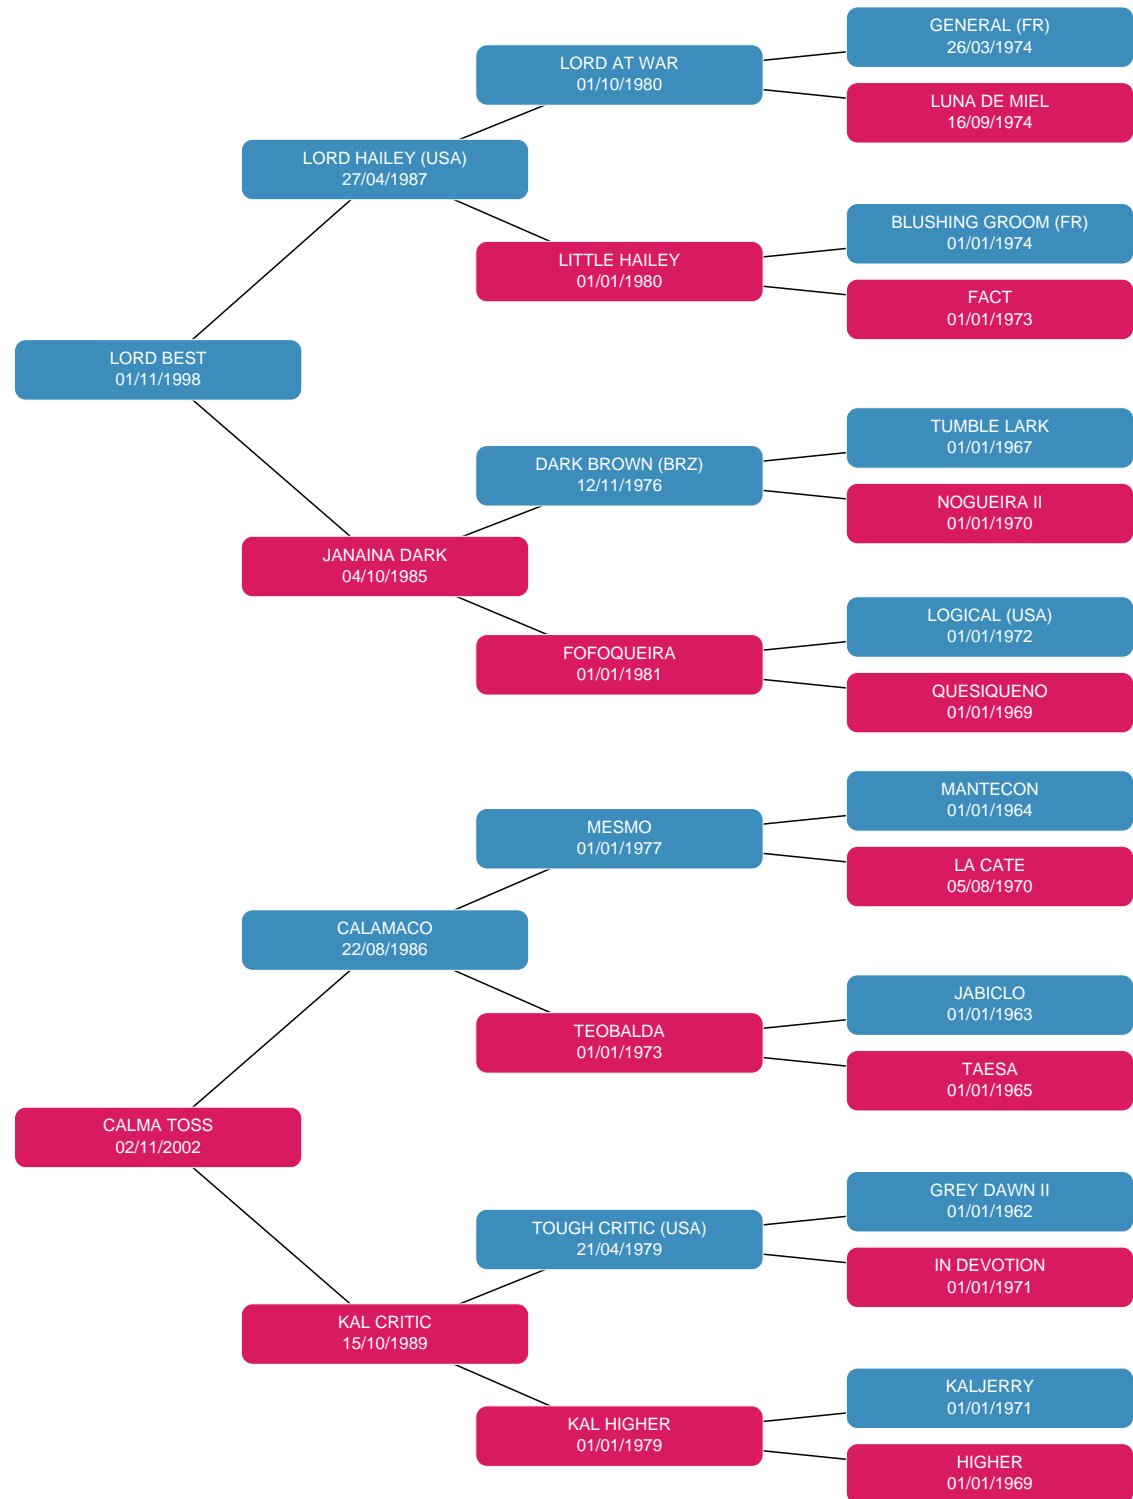 GENERAL (FR)
26/03/1974
LORD AT WAR
01/10/1980
LUNA DE MIEL
16/09/1974
LORD HAILEY (USA)
27/04/1987
BLUSHING GROOM (FR)
01/01/1974
LITTLE HAILEY
01/01/1980
FACT
01/01/1973
LORD BEST
01/11/1998
TUMBLE LARK
01/01/1967
DARK BROWN (BRZ)
12/11/1976
NOGUEIRA II
01/01/1970
JANAINA DARK
04/10/1985
LOGICAL (USA)
01/01/1972
FOFOQUEIRA
01/01/1981
QUESIQUENO
01/01/1969
MANTECON
01/01/1964
MESMO
01/01/1977
LA CATE
05/08/1970
CALAMACO
22/08/1986
JABICLO
01/01/1963
TEOBALDA
01/01/1973
TAESA
01/01/1965
CALMA TOSS
02/11/2002
GREY DAWN II
01/01/1962
TOUGH CRITIC (USA)
21/04/1979
IN DEVOTION
01/01/1971
KAL CRITIC
15/10/1989
KALJERRY
01/01/1971
KAL HIGHER
01/01/1979
HIGHER
01/01/1969